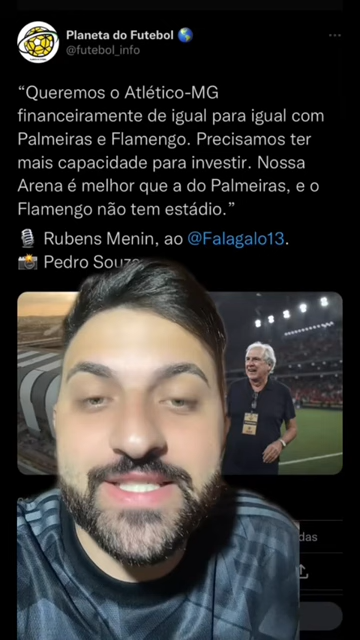 Planeta do Futebol 🌎
@futebol_info
“Queremos o Atlético-MG
financeiramente de igual para igual com
Palmeiras e Flamengo. Precisamos ter
mais capacidade para investir. Nossa
Arena é melhor que a do Palmeiras, e o
Flamengo não tem estádio.”
🎙️ Rubens Menin, ao @Falagalo13.
📸 Pedro Souza